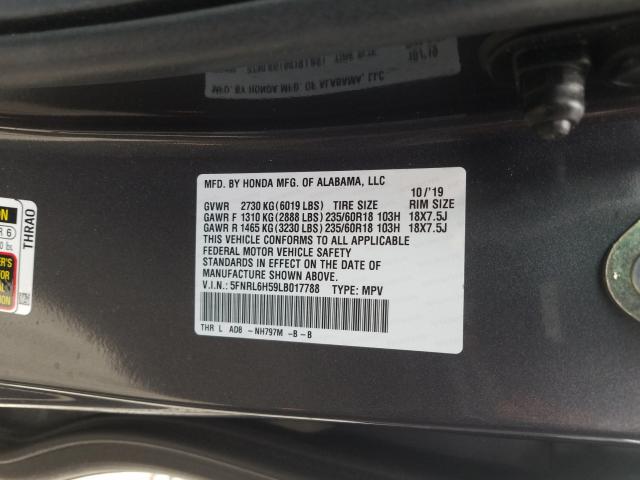 MFD. BY HONDA MFG. OF ALABAMA, LLC
10/'19
GVWR 2730 KG (6019 LBS) TIRE SIZE RIM SIZE
GAWR F 1310 KG (2888 LBS) 235/60R18 103H 18X7.5J
GAWR R 1465 KG (3230 LBS) 235/60R18 103H 18X7.5J
THIS VEHICLE CONFORMS TO ALL APPLICABLE
FEDERAL MOTOR VEHICLE SAFETY
STANDARDS IN EFFECT ON THE DATE OF
MANUFACTURE SHOWN ABOVE.
V.I.N.: 5FNRL6H59LB017788 TYPE: MPV
THR L AD8 - NH797M -B - B
THRAO